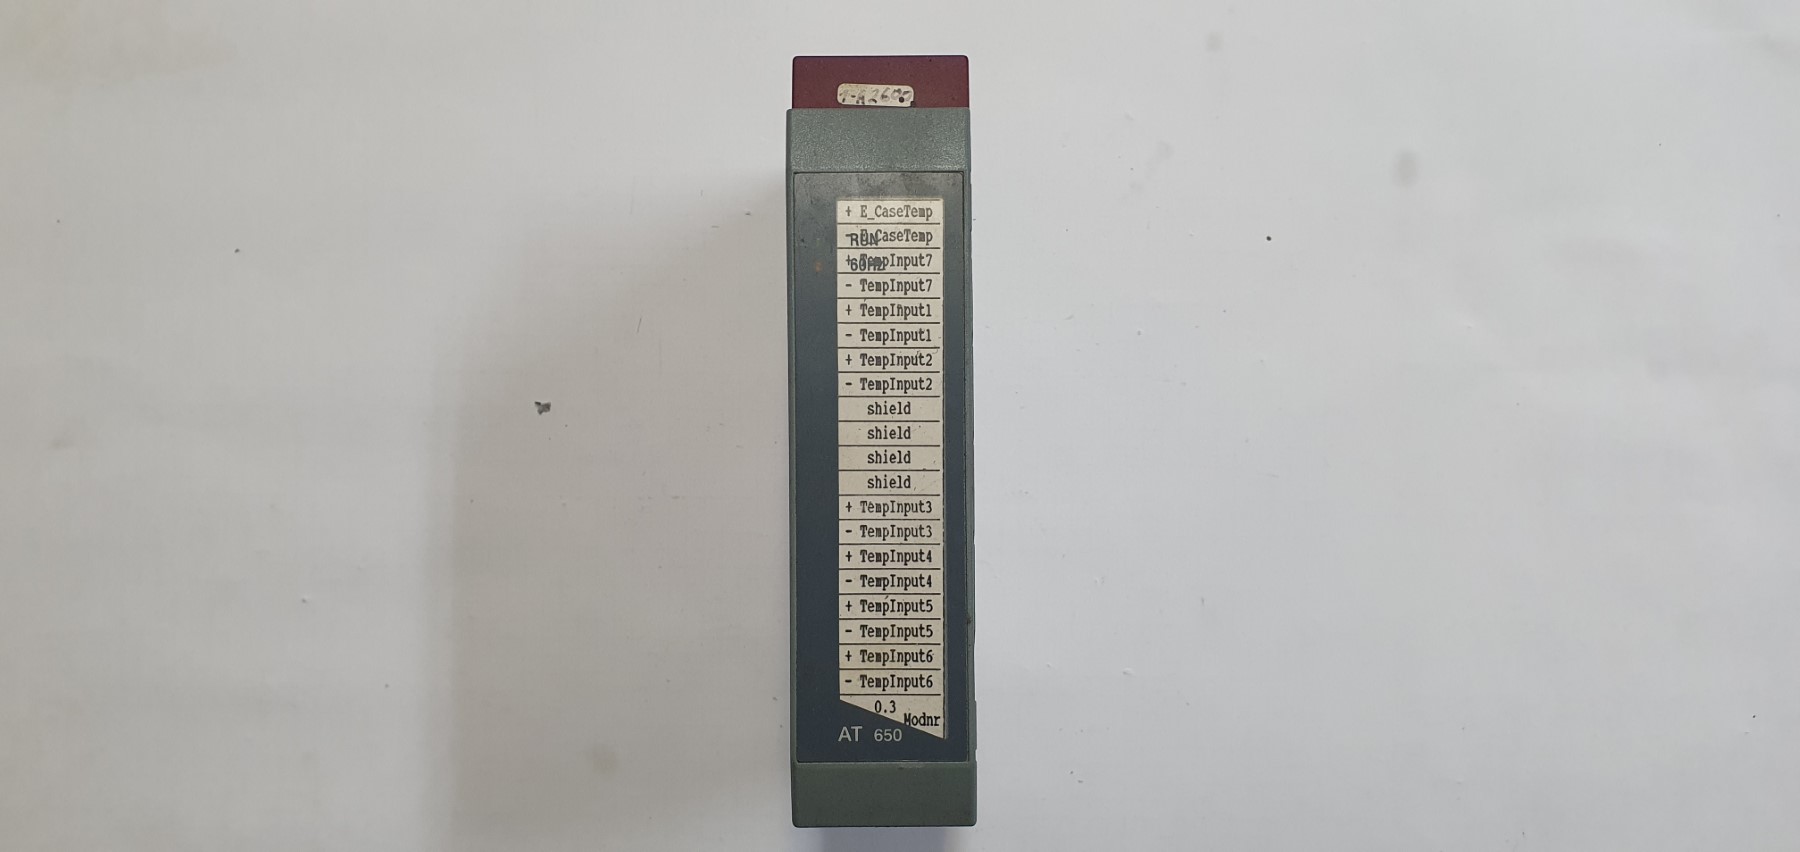 + E_CaseTemp
- E_CaseTemp
RUN
+ TempInput7
60Hz
- TempInput7
+ TempInput1
- TempInput1
+ TempInput2
- TempInput2
shield
shield
shield
shield
+ TempInput3
- TempInput3
+ TempInput4
- TempInput4
+ TempInput5
- TempInput5
+ TempInput6
- TempInput6
0.3
Modnr
AT 650